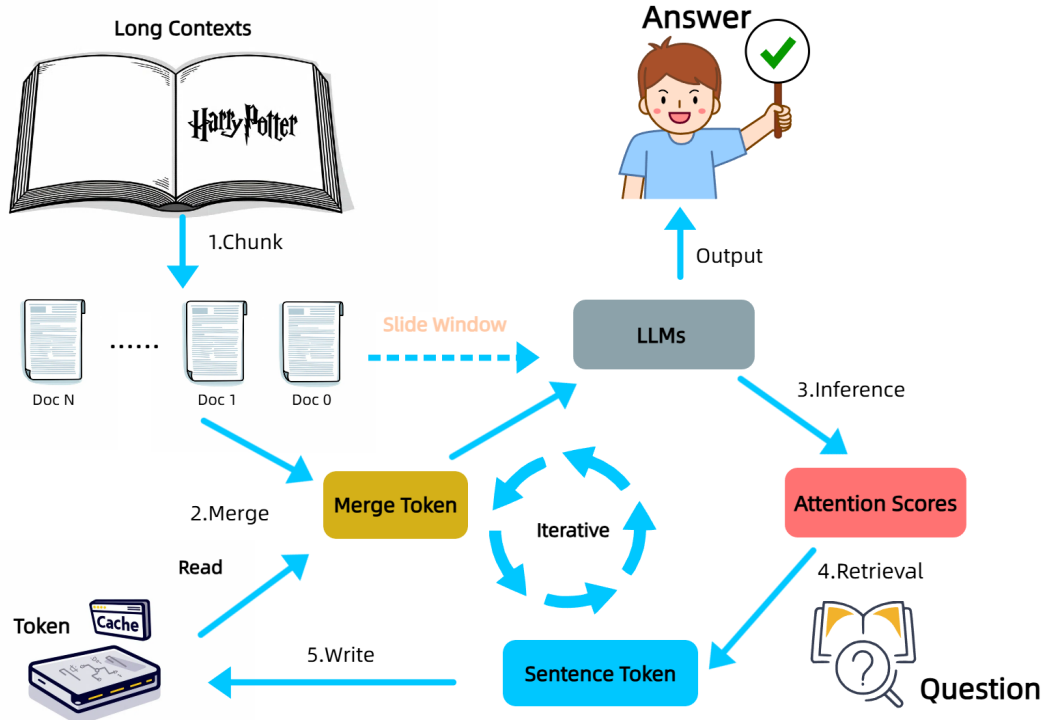 Long Contexts
Harry Potter
Answer
1.Chunk
Output
Slide Window
LLMs
Doc N
......
Doc 1
Doc 0
3.Inference
2.Merge
Merge Token
Iterative
Attention Scores
Read
4.Retrieval
Token
Cache
5.Write
Sentence Token
?
Question